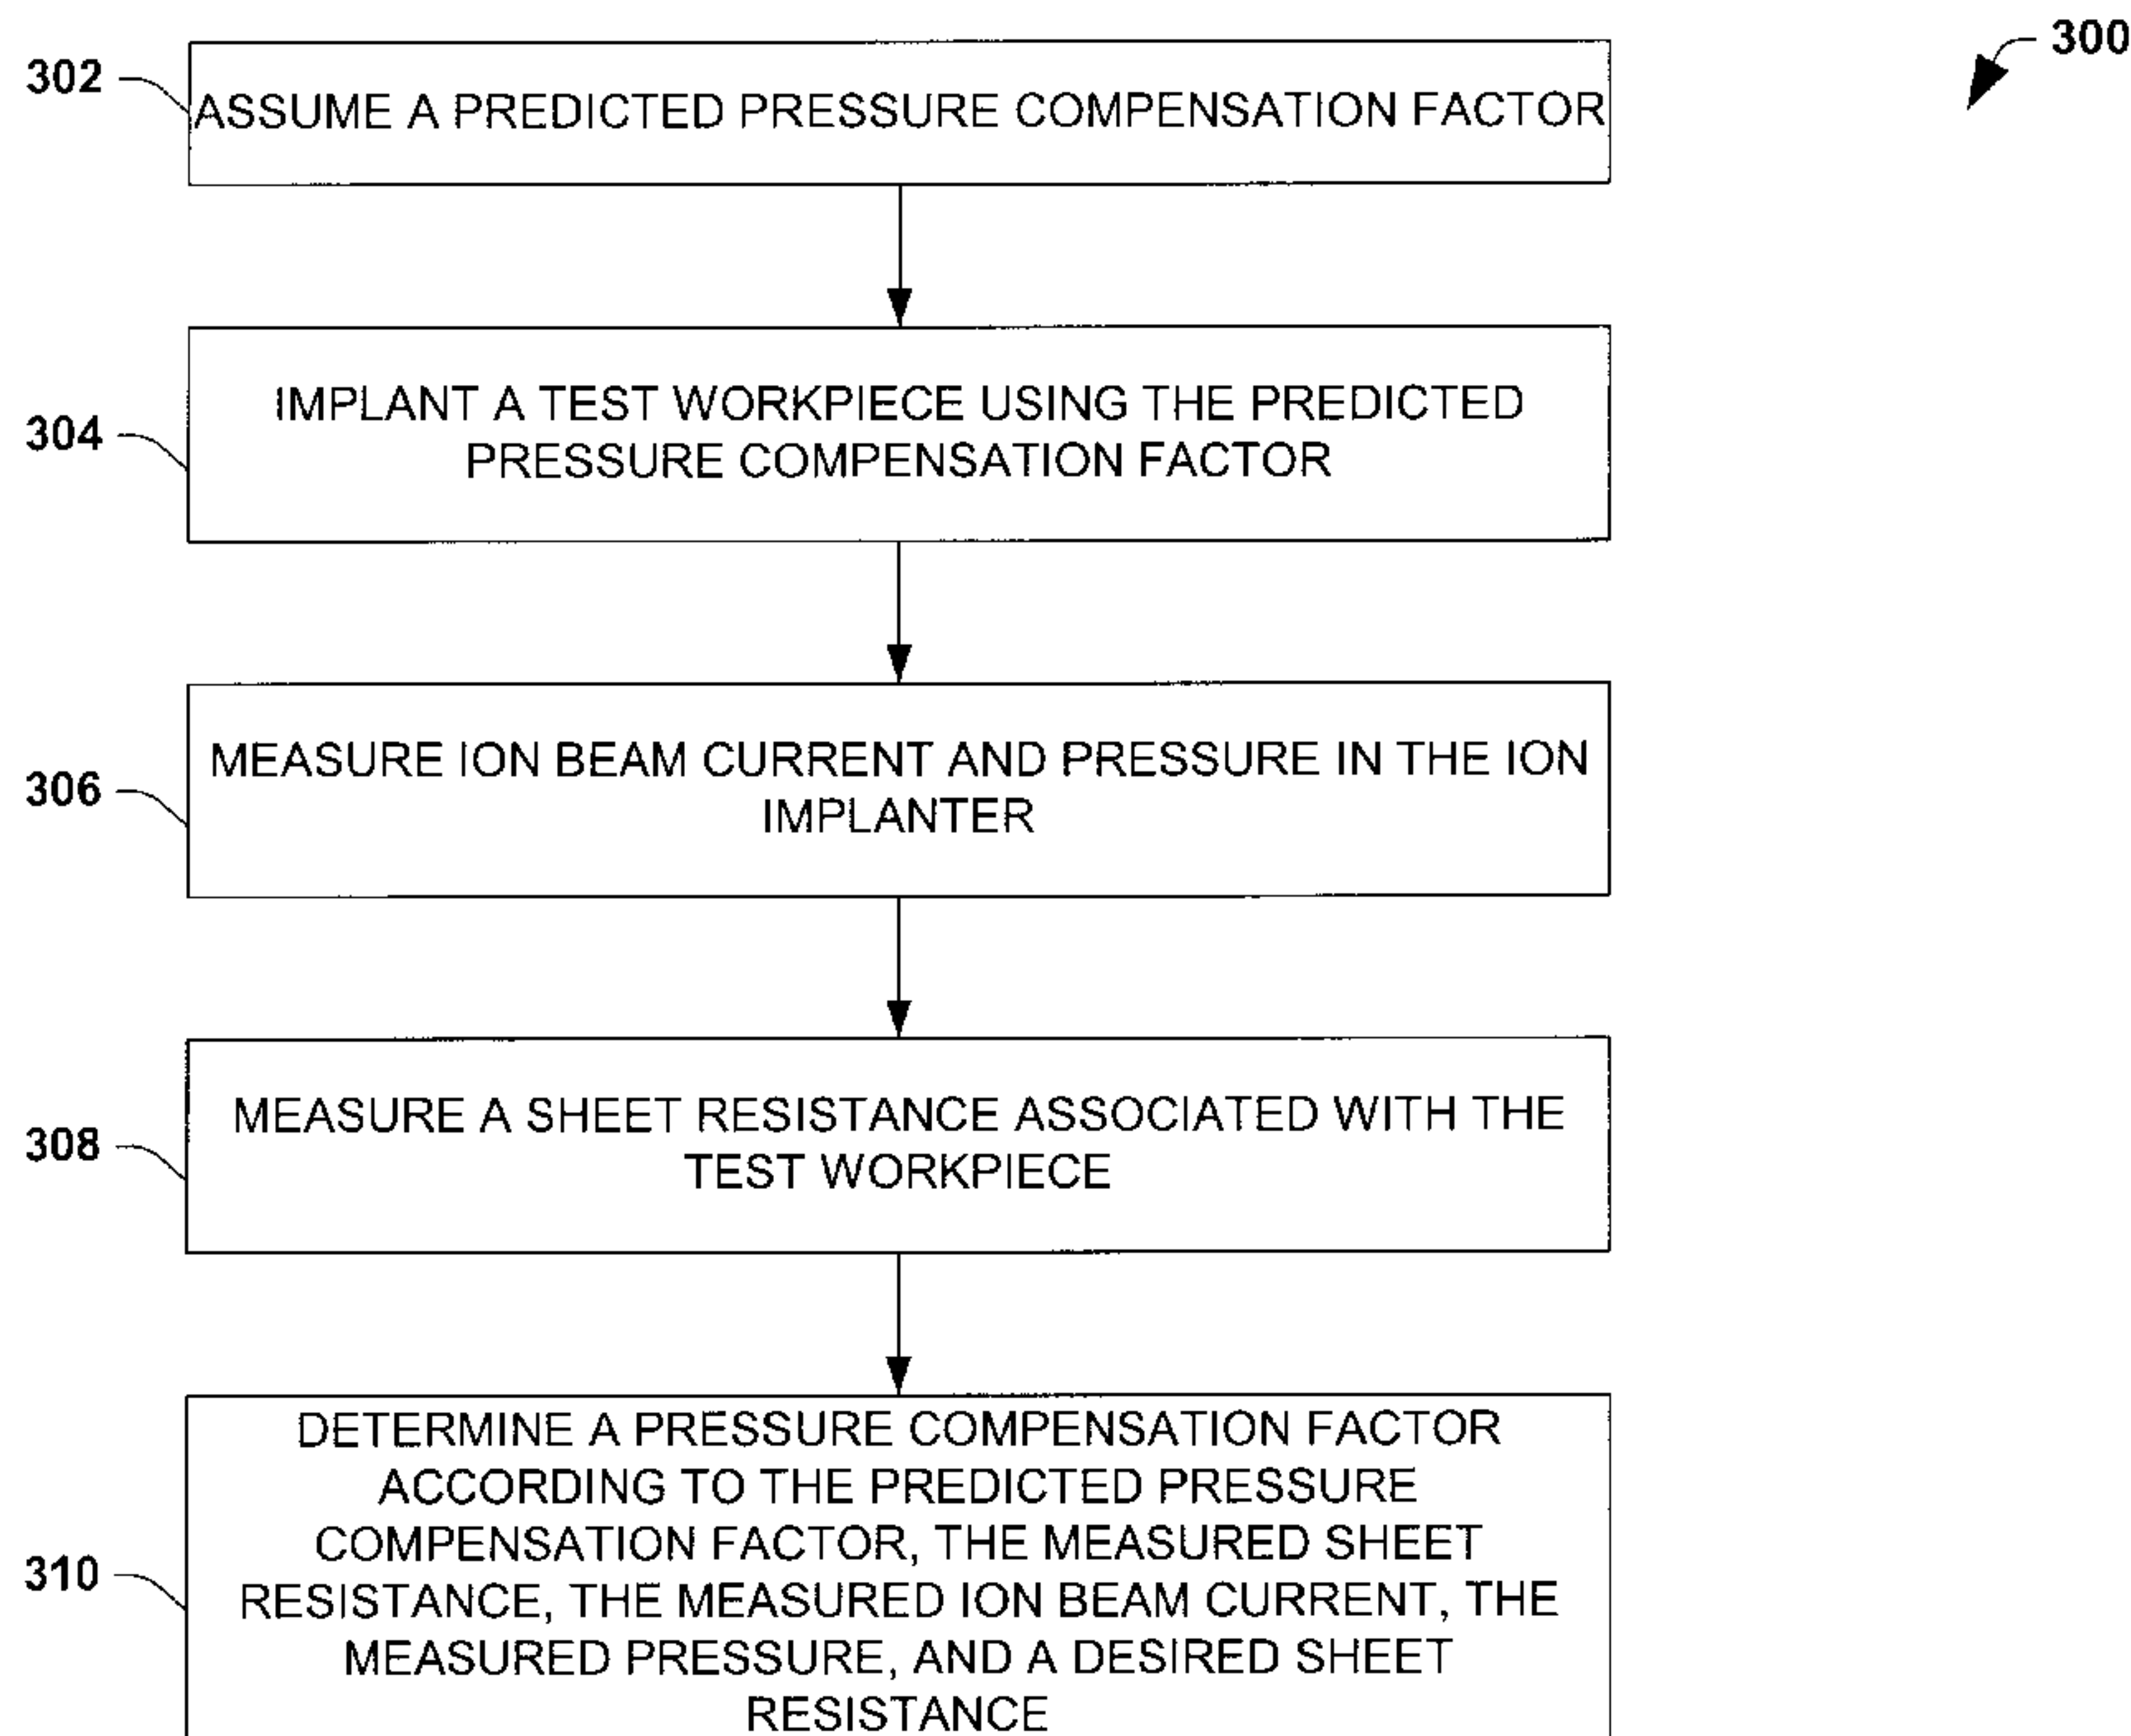 300
302
ASSUME A PREDICTED PRESSURE COMPENSATION FACTOR
304
IMPLANT A TEST WORKPIECE USING THE PREDICTED
PRESSURE COMPENSATION FACTOR
306
MEASURE ION BEAM CURRENT AND PRESSURE IN THE ION
IMPLANTER
308
MEASURE A SHEET RESISTANCE ASSOCIATED WITH THE
TEST WORKPIECE
310
DETERMINE A PRESSURE COMPENSATION FACTOR
ACCORDING TO THE PREDICTED PRESSURE
COMPENSATION FACTOR, THE MEASURED SHEET
RESISTANCE, THE MEASURED ION BEAM CURRENT, THE
MEASURED PRESSURE, AND A DESIRED SHEET
RESISTANCE